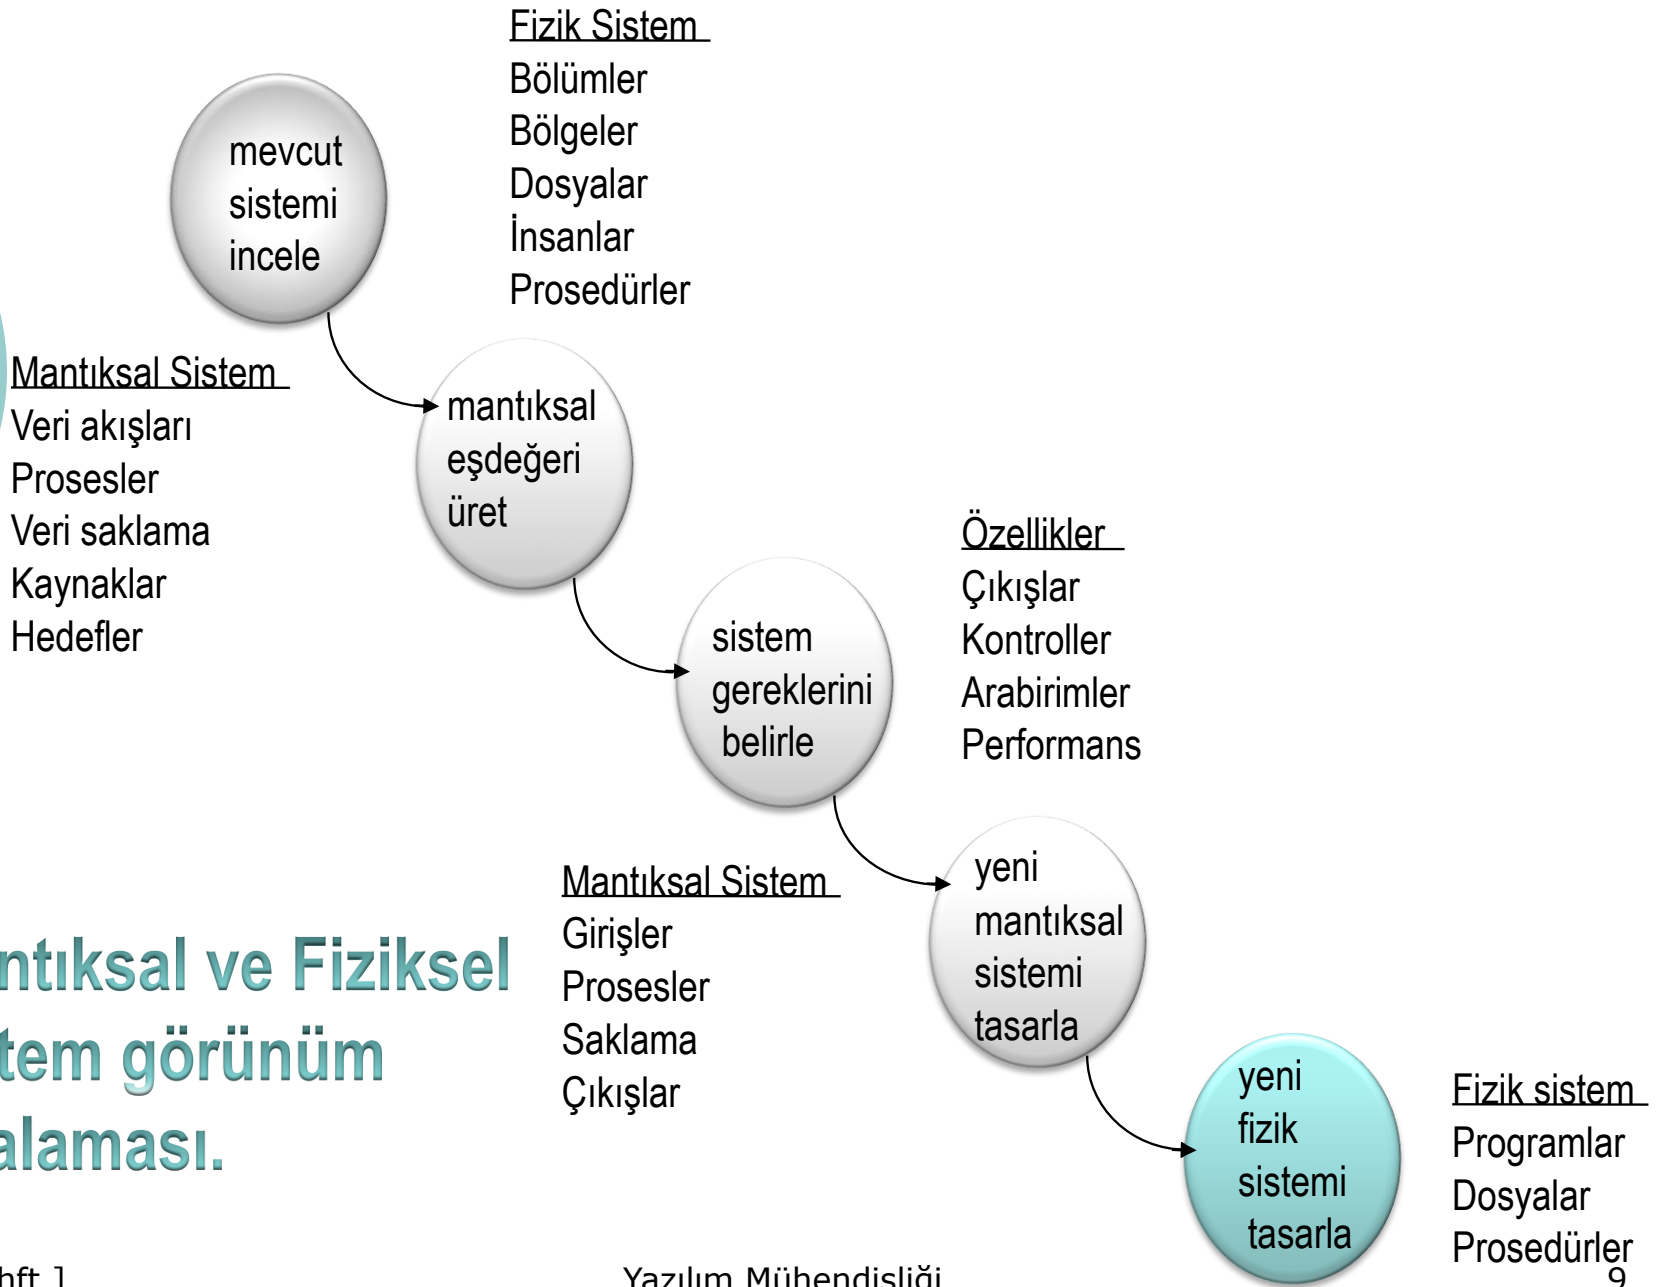 Fizik Sistem
Bölümler
Bölgeler
Dosyalar
İnsanlar
Prosedürler
mevcut
sistemi
incele
Mantıksal Sistem
Veri akışları
Prosesler
Veri saklama
Kaynaklar
Hedefler
mantıksal
eşdeğeri
üret
sistem
gereklerini
belirle
Özellikler
Çıkışlar
Kontroller
Arabirimler
Performans
Mantıksal Sistem
Girişler
Prosesler
Saklama
Çıkışlar
yeni
mantıksal
sistemi
tasarla
yeni
fizik
sistemi
tasarla
Fizik sistem
Programlar
Dosyalar
Prosedürler
ntıksal ve Fiziksel
tem görünüm
alaması.
hft ]
Yazılım Mühendisliği
9